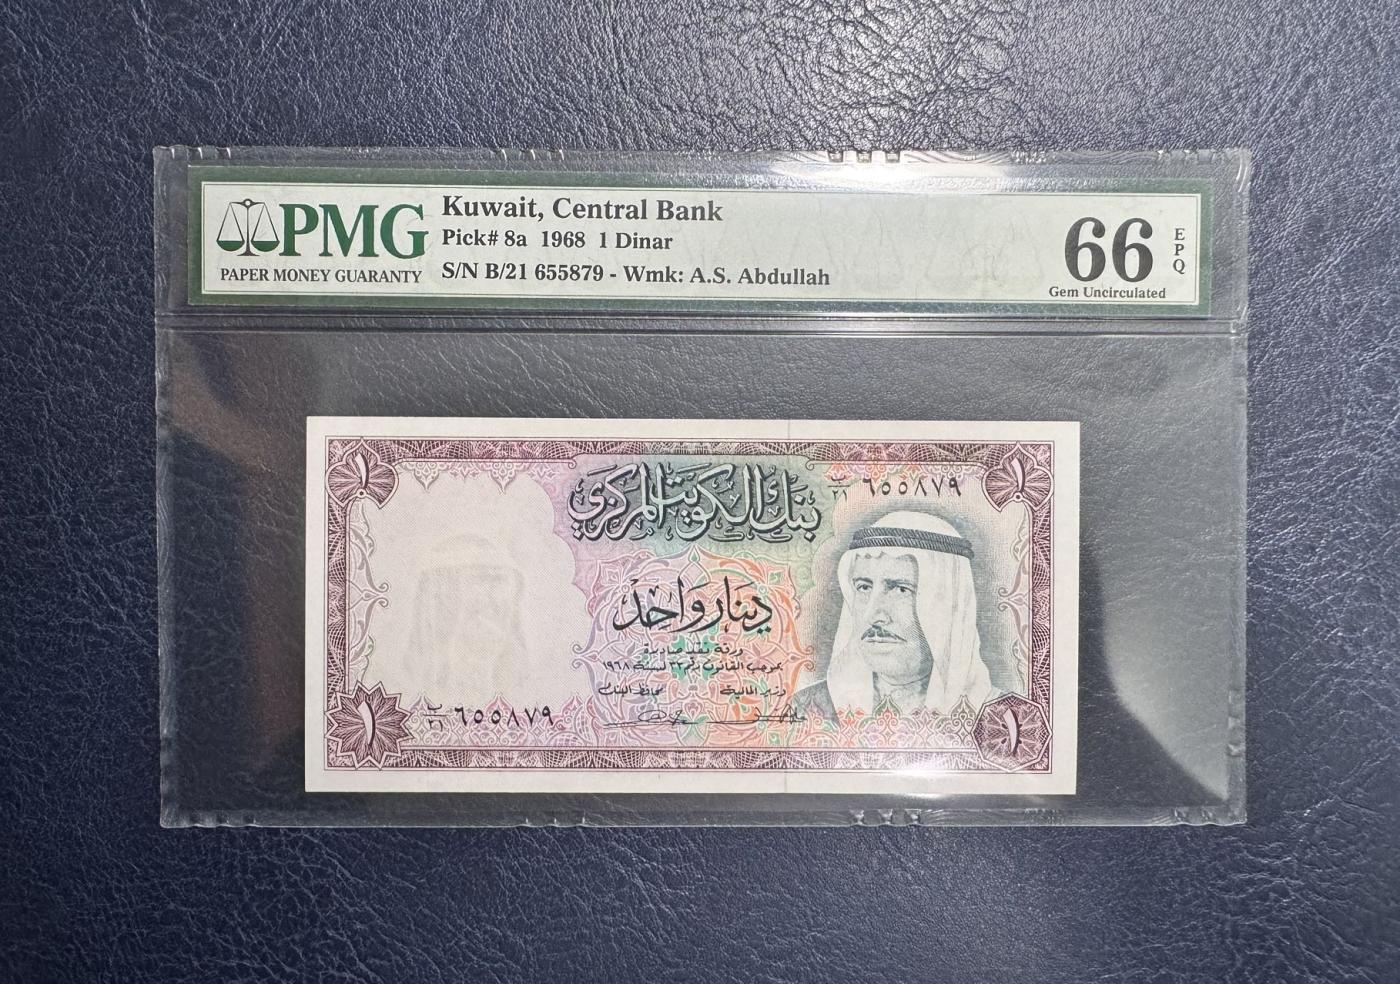 PMG
PAPER MONEY GUARANTY
Kuwait, Central Bank
Pick# 8a 1968 1 Dinar
S/N B/21 655879 - Wmk: A.S. Abdullah
66
EPQ
Gem Uncirculated
١
١
بنك الكويت المركزي
ب/٢١ ٦٥٥٨٧٩
دينار واحد
ورقة نقد صادرة
بموجب القانون رقم ٣٢ لسنة ١٩٦٨
وزير المالية
محافظ البنك
ب/٢١ ٦٥٥٨٧٩
١
١